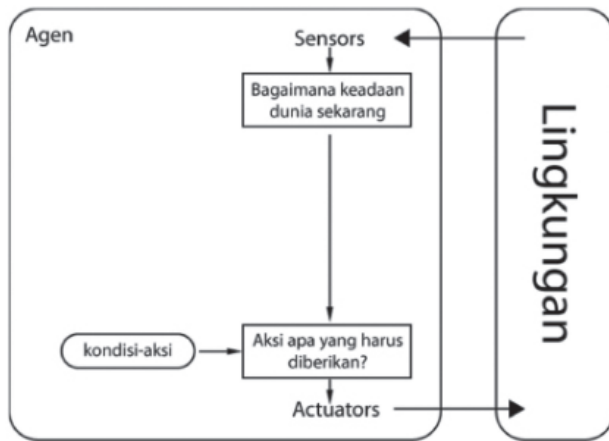 Agen
Sensors
Bagaimana keadaan
dunia sekarang
Lingkungan
kondisi-aksi
Aksi apa yang harus
diberikan?
Actuators